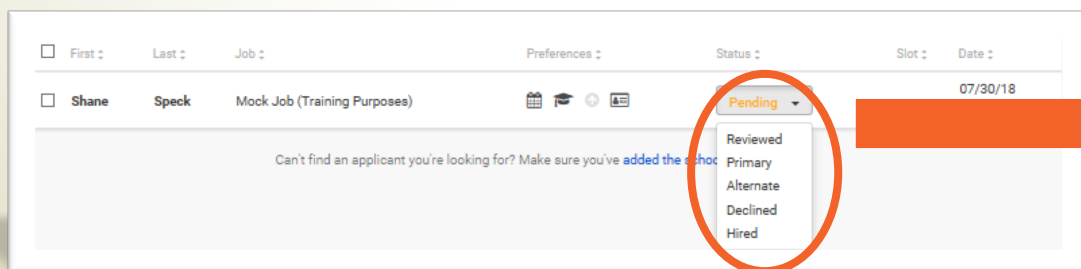 First Last Job Preferences Status Slot Date
Shane Speck Mock Job (Training Purposes) Pending 07/30/18
Can't find an applicant you're looking for? Make sure you've added the
Reviewed
Primary
Alternate
Declined
Hired